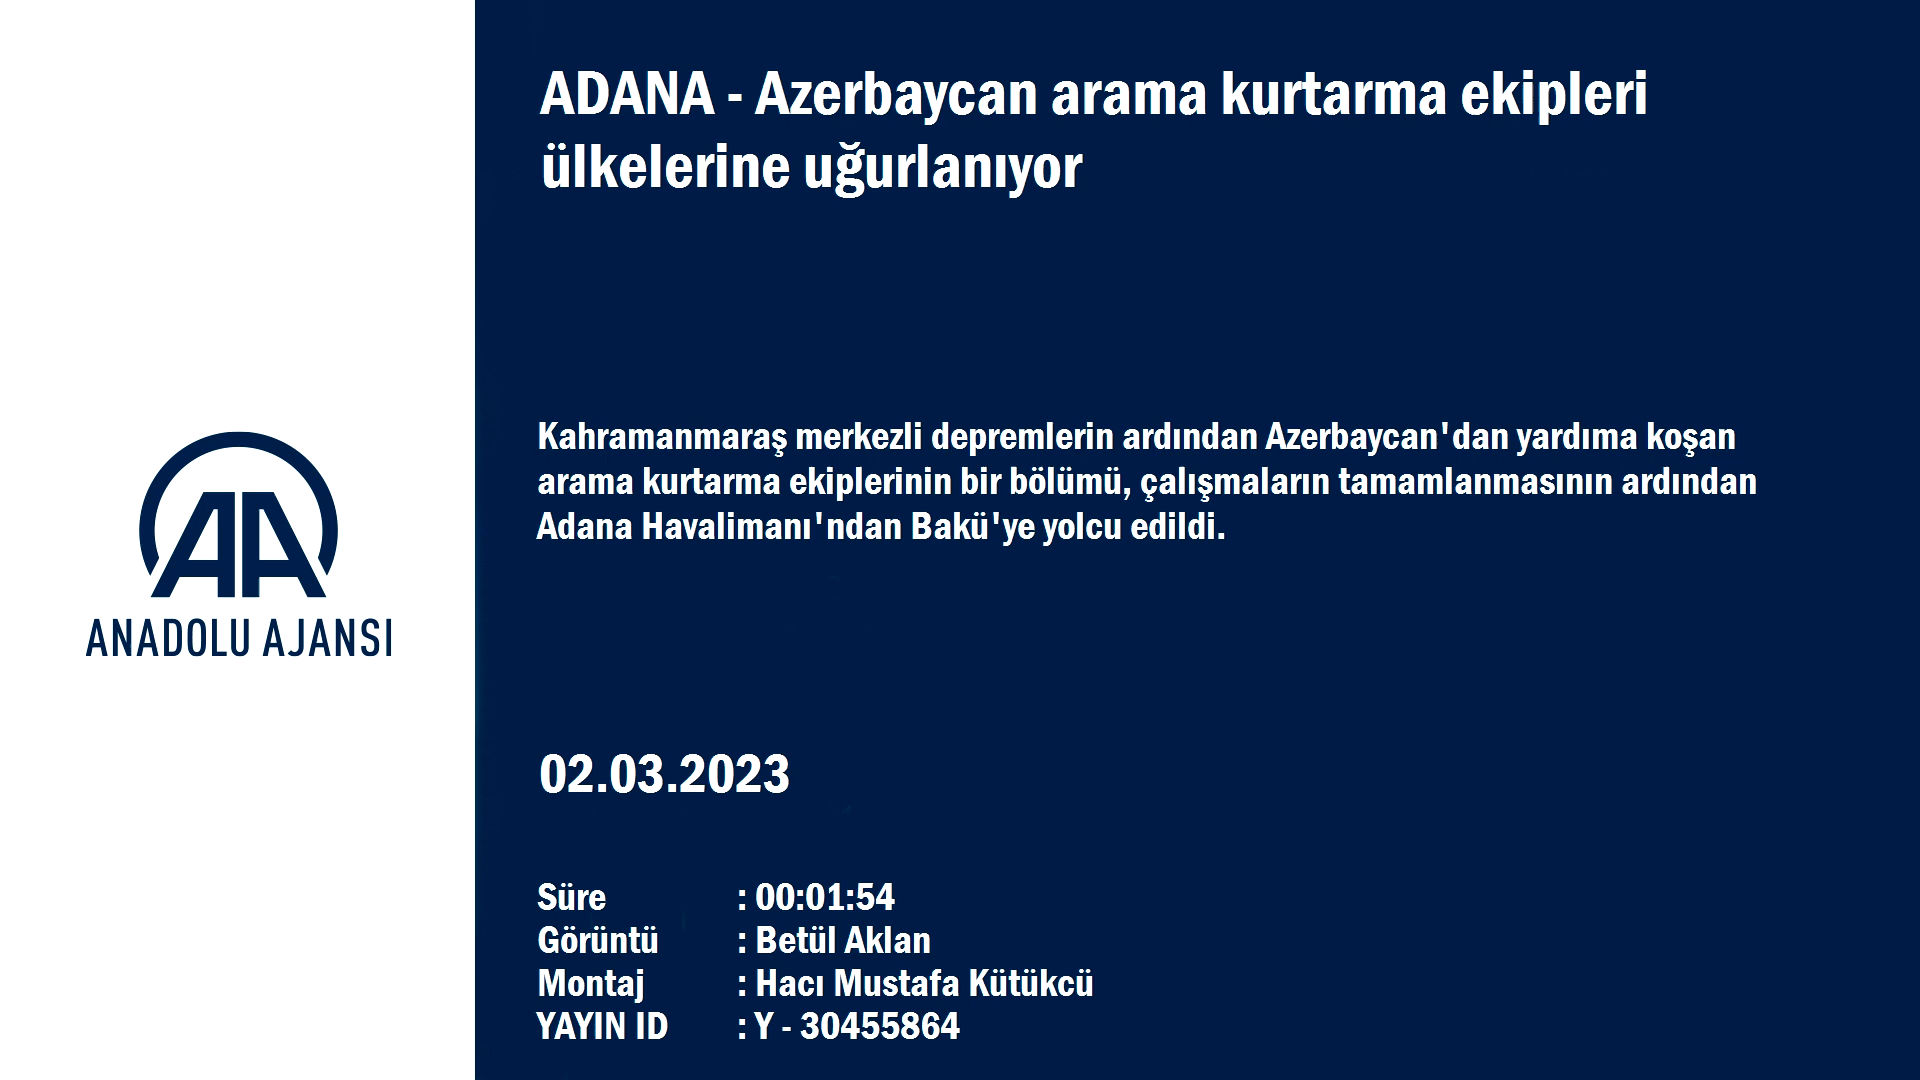 ADANA - Azerbaycan arama kurtarma ekipleri
ülkelerine uğurlanıyor
Kahramanmaraş merkezli depremlerin ardından Azerbaycan'dan yardıma koşan
arama kurtarma ekiplerinin bir bölümü, çalışmaların tamamlanmasının ardından
Adana Havalimanı'ndan Bakü'ye yolcu edildi.
AA
ANADOLU AJANSI
02.03.2023
Süre : 00:01:54
Görüntü : Betül Aklan
Montaj : Hacı Mustafa Kütükcü
YAYIN ID : Y - 30455864